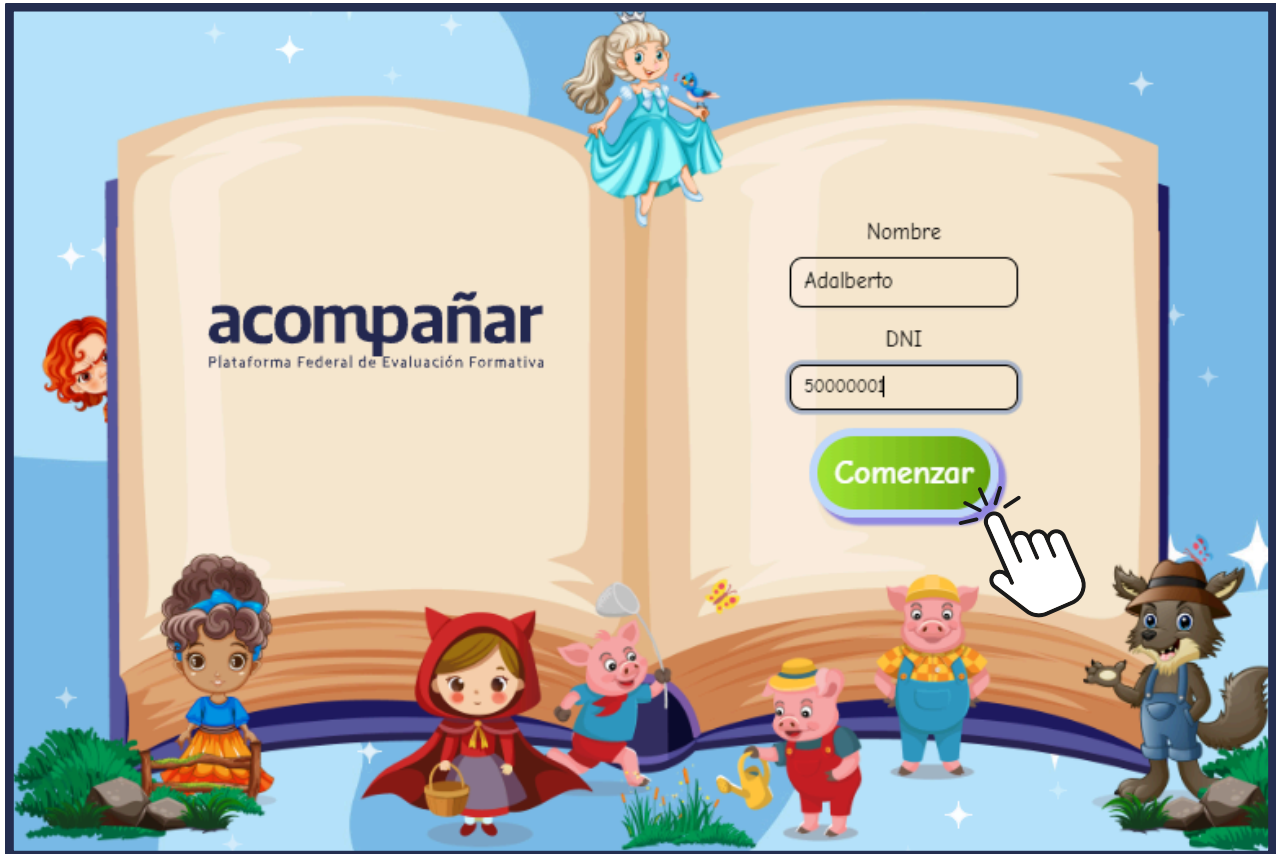 acompañar
Plataforma Federal de Evaluación Formativa
Nombre
Adalberto
DNI
50000001
Comenzar